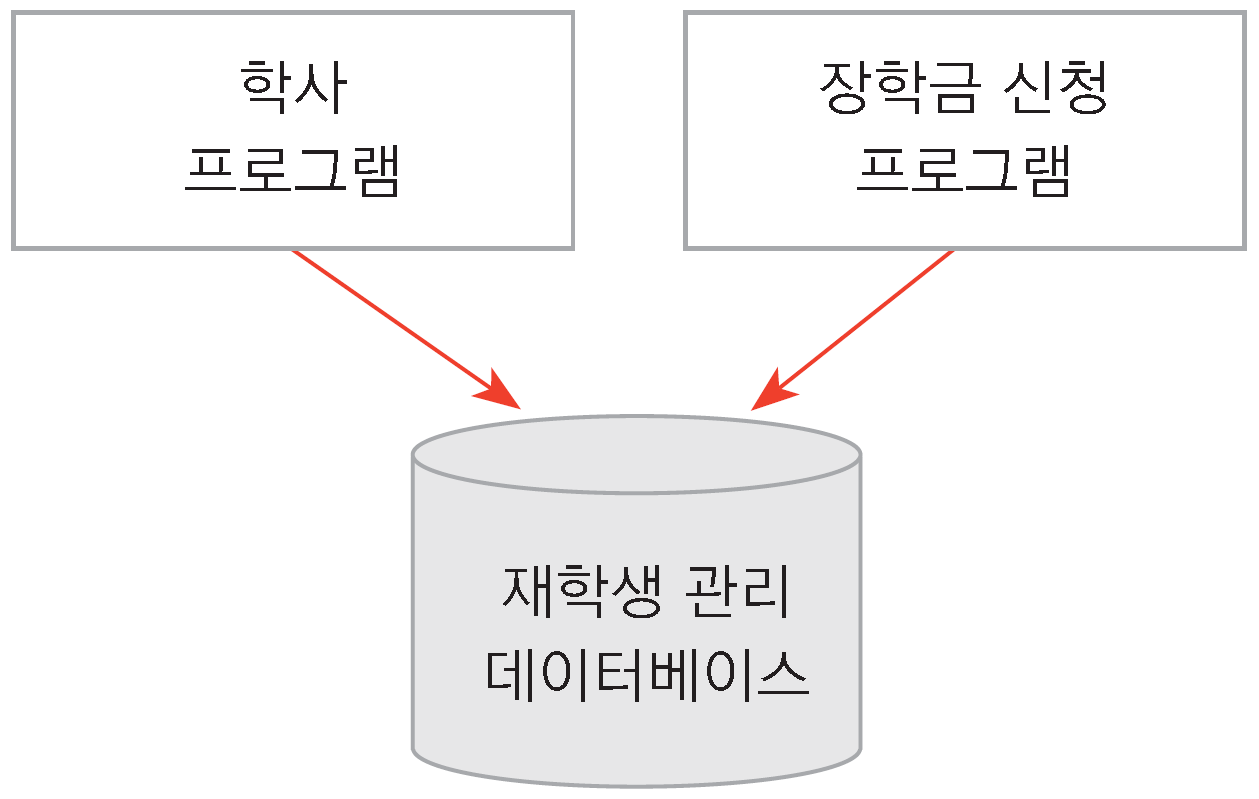 학사
프로그램
장학금 신청
프로그램
재학생 관리
데이터베이스